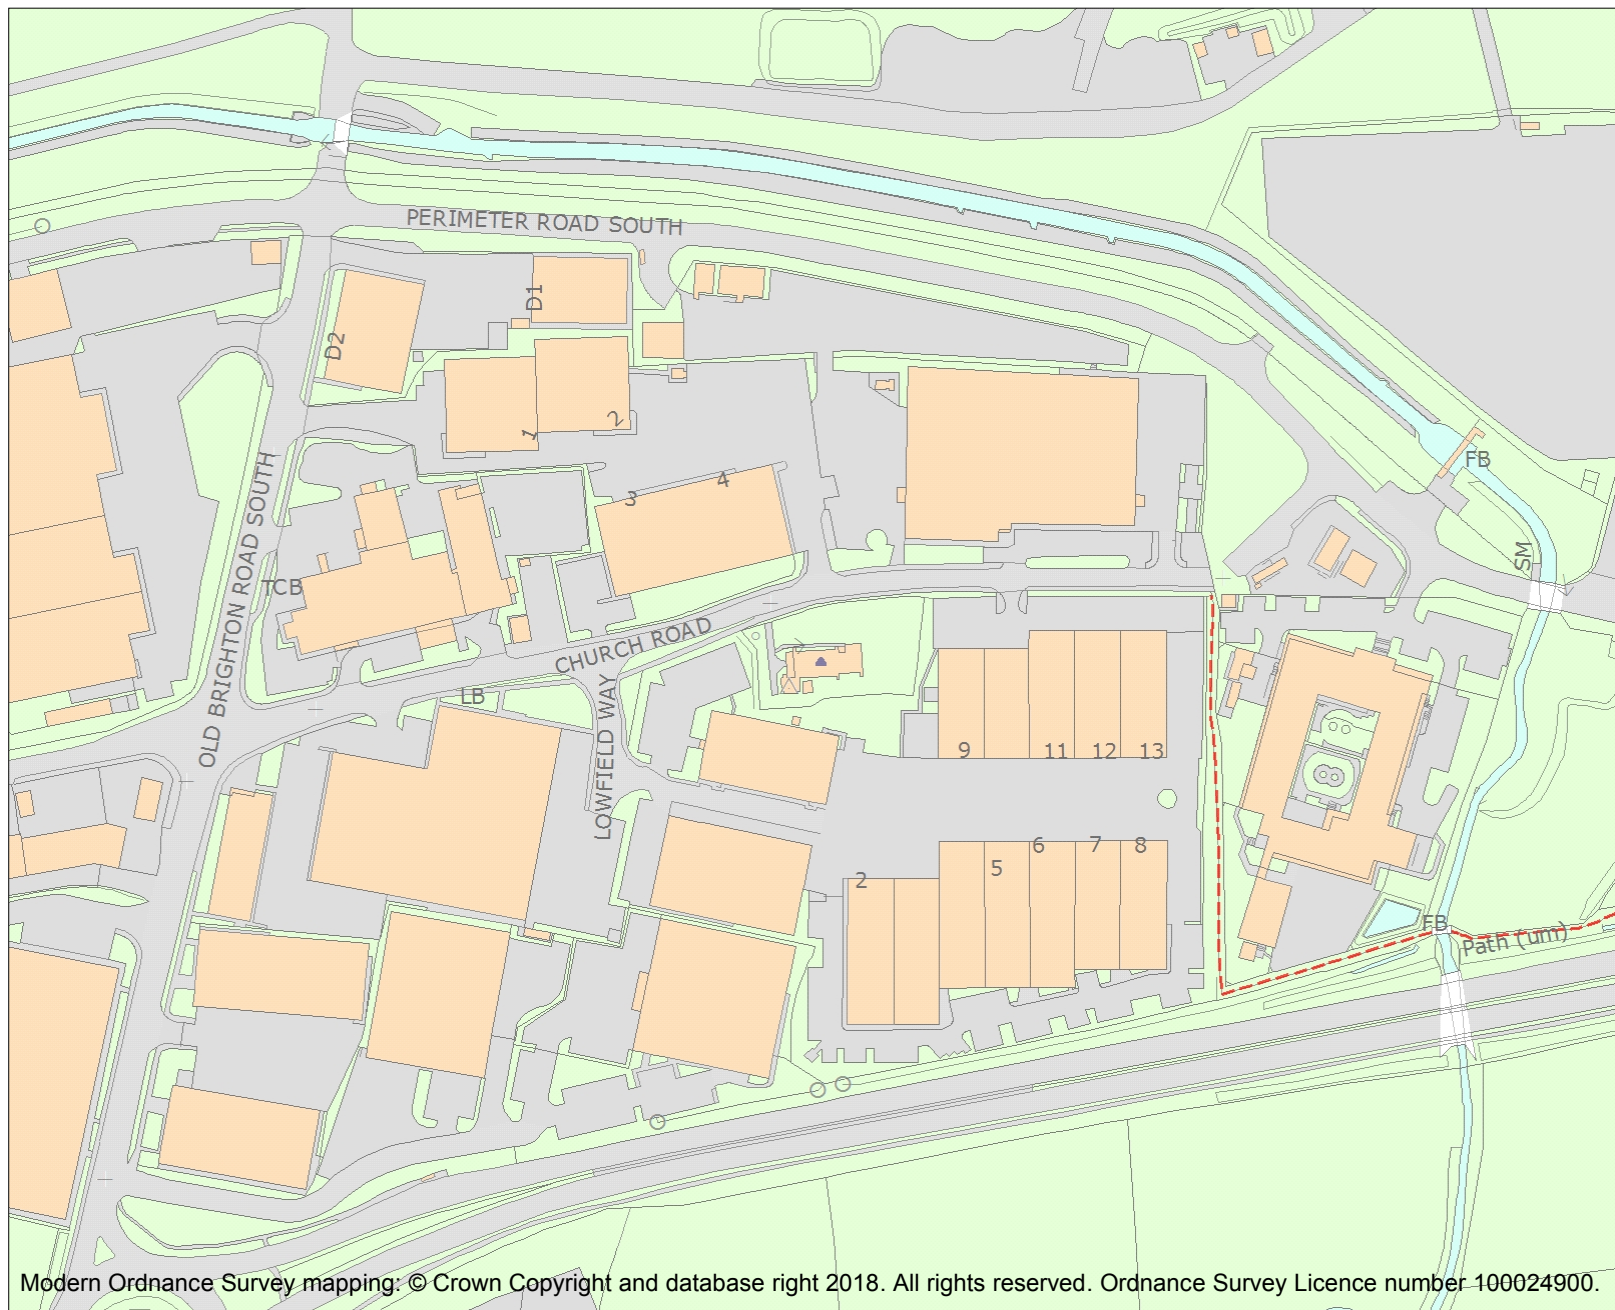 PERIMETER ROAD SOUTH
D1
D2
1
2
3
4
FB
SM
OLD BRIGHTON ROAD SOUTH
TCB
CHURCH ROAD
LB
LOWFIELD WAY
9
11
12
13
2
5
6
7
8
FB
Path (um)
Modern Ordnance Survey mapping: © Crown Copyright and database right 2018. All rights reserved. Ordnance Survey Licence number 100024900.